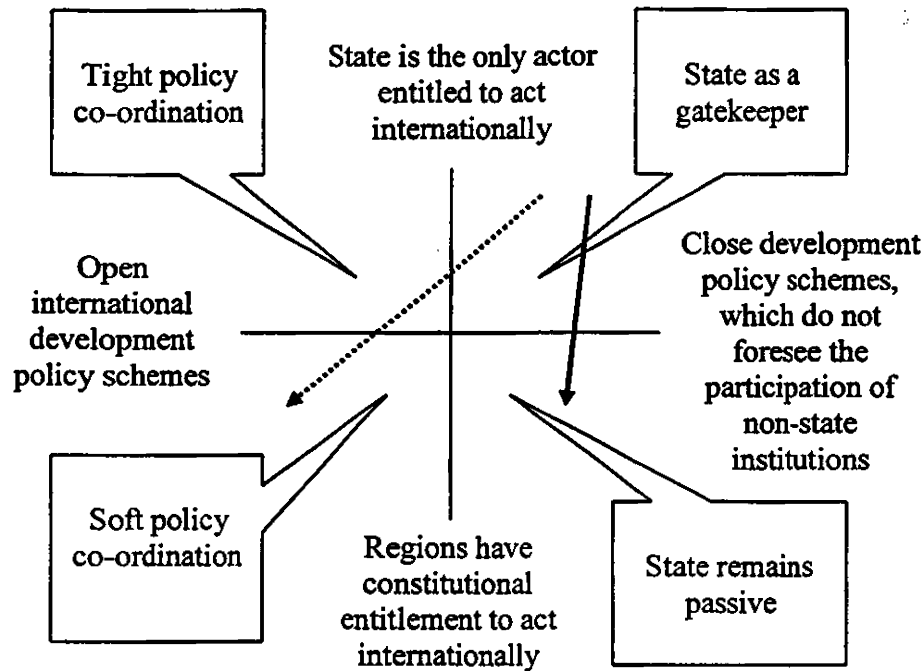 Tight policy
co-ordination
State is the only actor
entitled to act
internationally
State as a
gatekeeper
Open
international
development
policy schemes
Close development
policy schemes,
which do not
foresee the
participation of
non-state
institutions
Soft policy
co-ordination
Regions have
constitutional
entitlement to act
internationally
State remains
passive